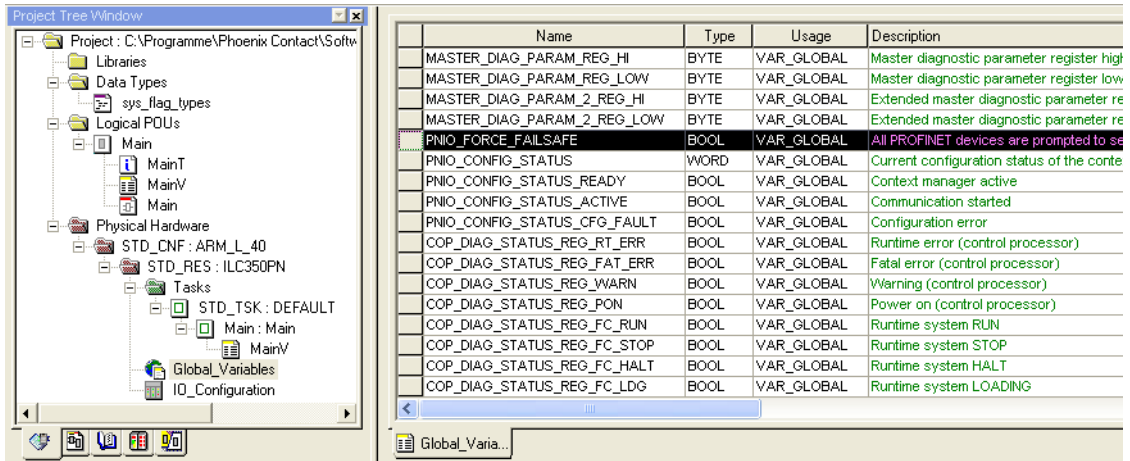 Project Tree Window
Project : C:\Programme\Phoenix Contact\Softw
Libraries
Data Types
sys_flag_types
Logical POUs
Main
MainT
MainV
Main
Physical Hardware
STD_CNF : ARM_L_40
STD_RES : ILC350PN
Tasks
STD_TSK : DEFAULT
Main : Main
MainV
Global_Variables
IO_Configuration
Name Type Usage Description
MASTER_DIAG_PARAM_REG_HI BYTE VAR_GLOBAL Master diagnostic parameter register high
MASTER_DIAG_PARAM_REG_LOW BYTE VAR_GLOBAL Master diagnostic parameter register low
MASTER_DIAG_PARAM_2_REG_HI BYTE VAR_GLOBAL Extended master diagnostic parameter re
MASTER_DIAG_PARAM_2_REG_LOW BYTE VAR_GLOBAL Extended master diagnostic parameter re
PNIO_FORCE_FAILSAFE BOOL VAR_GLOBAL All PROFINET devices are prompted to se
PNIO_CONFIG_STATUS WORD VAR_GLOBAL Current configuration status of the conte
PNIO_CONFIG_STATUS_READY BOOL VAR_GLOBAL Context manager active
PNIO_CONFIG_STATUS_ACTIVE BOOL VAR_GLOBAL Communication started
PNIO_CONFIG_STATUS_CFG_FAULT BOOL VAR_GLOBAL Configuration error
COP_DIAG_STATUS_REG_RT_ERR BOOL VAR_GLOBAL Runtime error (control processor)
COP_DIAG_STATUS_REG_FAT_ERR BOOL VAR_GLOBAL Fatal error (control processor)
COP_DIAG_STATUS_REG_WARN BOOL VAR_GLOBAL Warning (control processor)
COP_DIAG_STATUS_REG_PON BOOL VAR_GLOBAL Power on (control processor)
COP_DIAG_STATUS_REG_FC_RUN BOOL VAR_GLOBAL Runtime system RUN
COP_DIAG_STATUS_REG_FC_STOP BOOL VAR_GLOBAL Runtime system STOP
COP_DIAG_STATUS_REG_FC_HALT BOOL VAR_GLOBAL Runtime system HALT
COP_DIAG_STATUS_REG_FC_LDG BOOL VAR_GLOBAL Runtime system LOADING
Global_Varia...